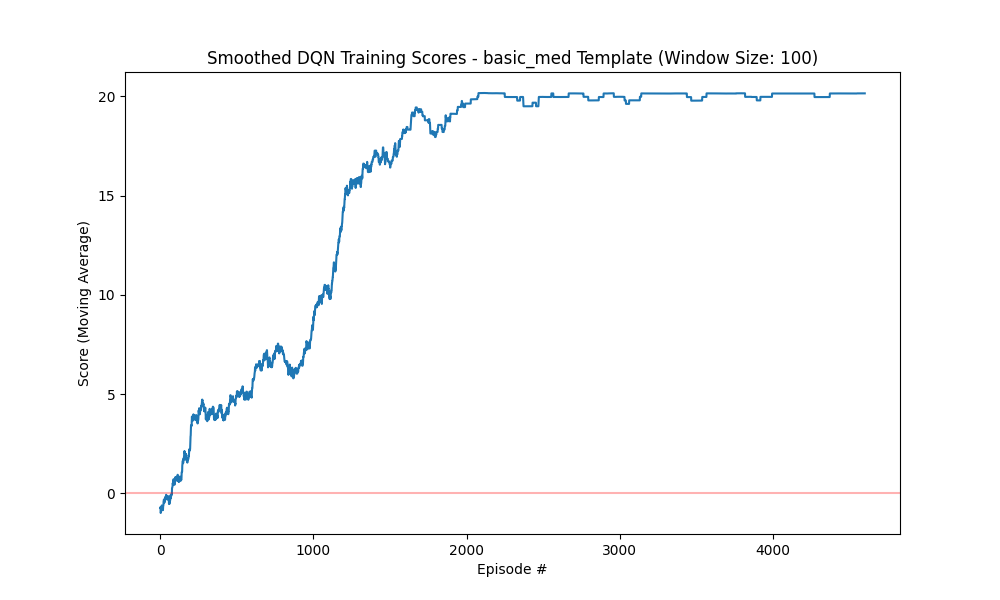 Smoothed DQN Training Scores - basic_med Template (Window Size: 100)
Score (Moving Average)
20
15
10
5
0
0 1000 2000 3000 4000
Episode #